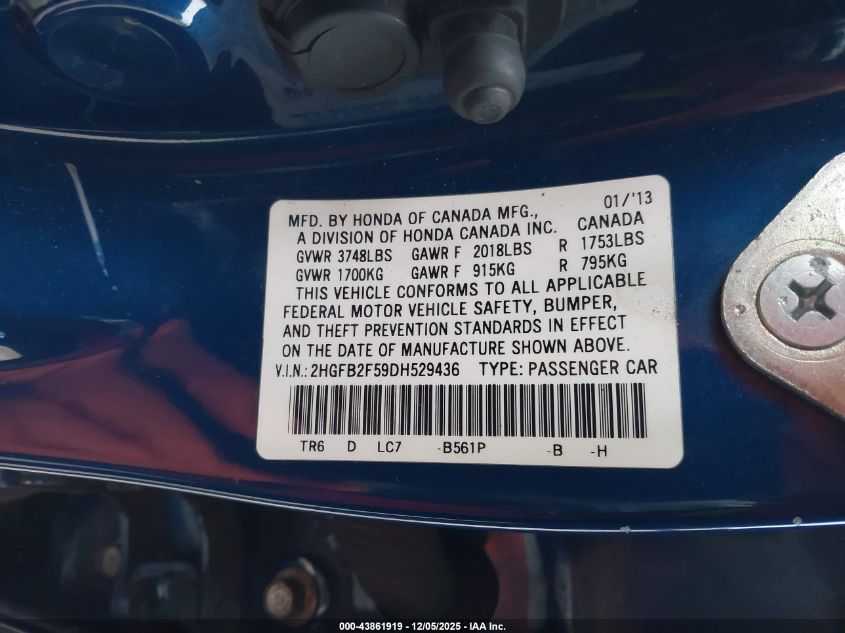 MFD. BY HONDA OF CANADA MFG., 01/'13
A DIVISION OF HONDA CANADA INC. CANADA
GVWR 3748LBS GAWR F 2018LBS R 1753LBS
GVWR 1700KG GAWR F 915KG R 795KG
THIS VEHICLE CONFORMS TO ALL APPLICABLE
FEDERAL MOTOR VEHICLE SAFETY, BUMPER,
AND THEFT PREVENTION STANDARDS IN EFFECT
ON THE DATE OF MANUFACTURE SHOWN ABOVE.
V.I.N.: 2HGFB2F59DH529436 TYPE: PASSENGER CAR
TR6 D LC7 -B561P -B -H
000-43861919 - 12/05/2025 - IAA Inc.